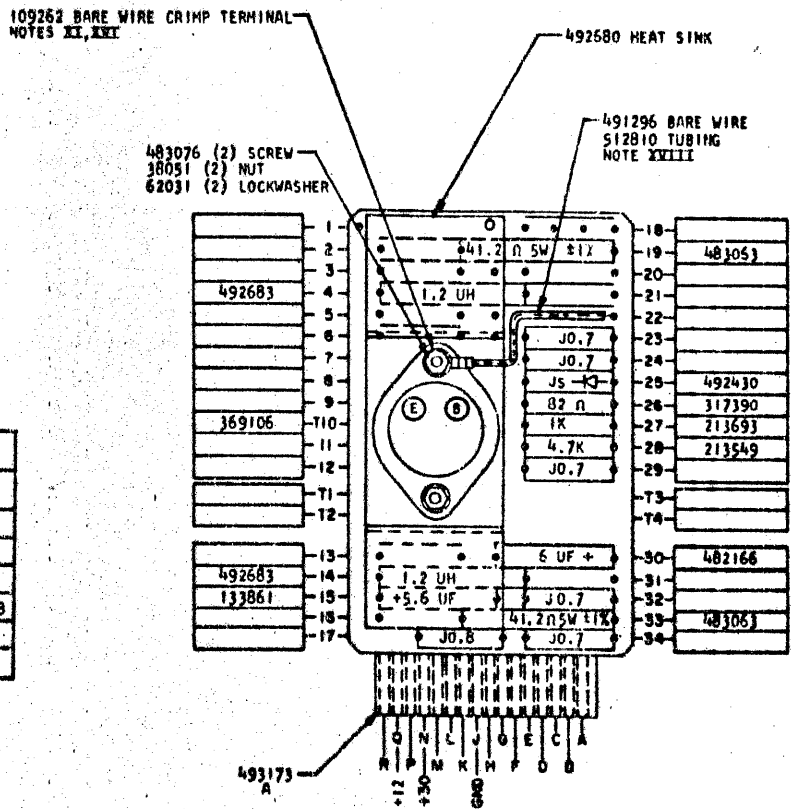 109262 BARE WIRE CRIMP TERMINAL
NOTES XI, XVI
492680 HEAT SINK
491296 BARE WIRE
512810 TUBING
NOTE XVIII
483076 (2) SCREW
38051 (2) NUT
62031 (2) LOCKWASHER
1 18
2 41.2 Ω 5W ±1% 19 483063
3 20
492683 4 1.2 UH 21
5 22
6 J0.7 23
7 J0.7 24
8 JS 25 492430
9 82 Ω 26 317390
369106 T10 1K 27 213693
11 4.7K 28 213549
12 J0.7 29
T1 T3
T2 T4
E B
13 6 UF + 30 482166
492683 14 1.2 UH 31
133861 15 +5.6 UF J0.7 32
16 41.2Ω5W ±1% 33 483063
17 J0.8 J0.7 34
8
R Q P N M L K J H G F E D C B A
+12 +30 GND
493173
A